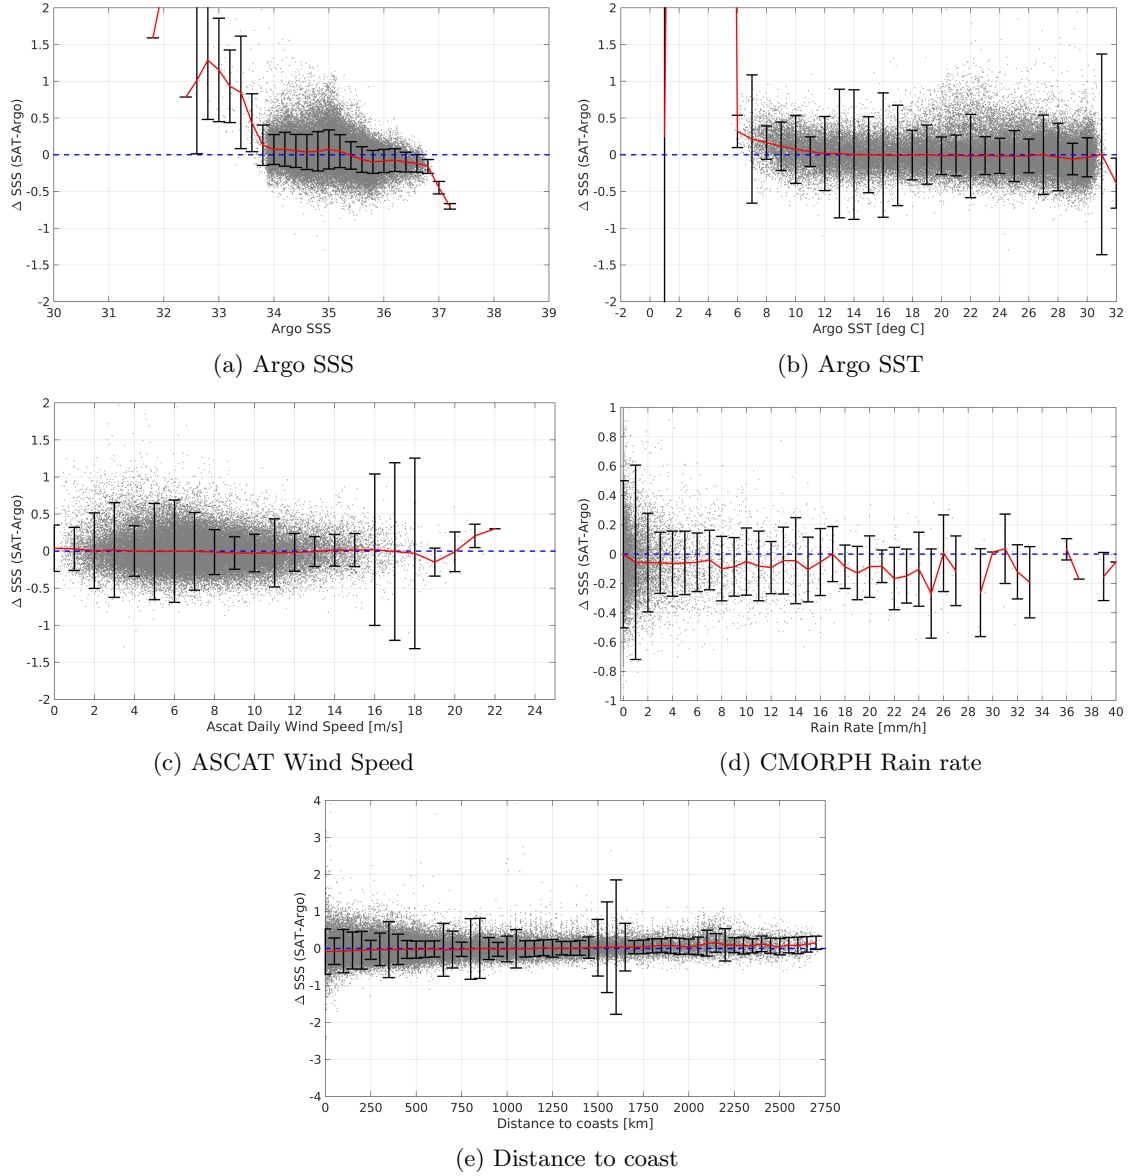 2
1.5
1
0.5
0
-0.5
-1
-1.5
-2
Δ SSS (SAT-Argo)
30 31 32 33 34 35 36 37 38 39
Argo SSS
(a) Argo SSS
2
1.5
1
0.5
0
-0.5
-1
-1.5
-2
Δ SSS (SAT-Argo)
-2 0 2 4 6 8 10 12 14 16 18 20 22 24 26 28 30 32
Argo SST [deg C]
(b) Argo SST
2
1.5
1
0.5
0
-0.5
-1
-1.5
-2
Δ SSS (SAT-Argo)
0 2 4 6 8 10 12 14 16 18 20 22 24
Ascat Daily Wind Speed [m/s]
(c) ASCAT Wind Speed
1
0.8
0.6
0.4
0.2
0
-0.2
-0.4
-0.6
-0.8
-1
Δ SSS (SAT-Argo)
0 2 4 6 8 10 12 14 16 18 20 22 24 26 28 30 32 34 36 38 40
Rain Rate [mm/h]
(d) CMORPH Rain rate
4
3
2
1
0
-1
-2
-3
-4
Δ SSS (SAT-Argo)
0 250 500 750 1000 1250 1500 1750 2000 2250 2500 2750
Distance to coasts [km]
(e) Distance to coast